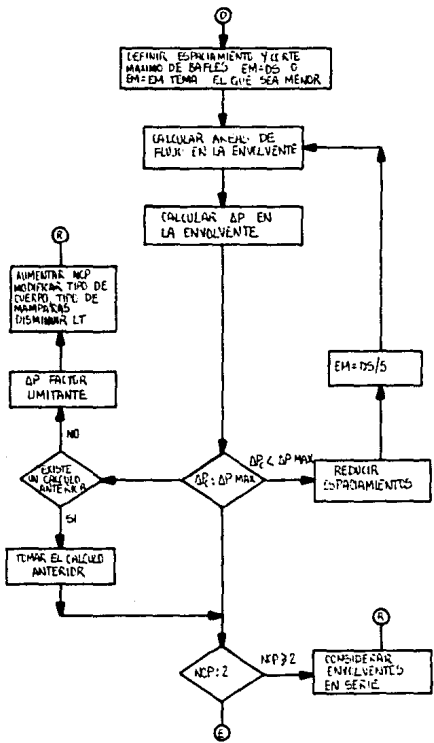 D
DEFINIR ESPACIAMIENTO Y CORTE
MAXIMO DE BAFLES EM=DS O
EM=EM TEMA EL QUE SEA MENOR
CALCULAR AREAS DE
FLUJO EN LA ENVOLVENTE
CALCULAR ΔP EN
LA ENVOLVENTE
R
AUMENTAR NCP
MODIFICAR TIPO DE
CUERPO, TIPO DE
MAMPARAS
DISMINUIR LT
ΔP FACTOR
LIMITANTE
NO
EXISTE
UN CALCULO
ANTERIOR
SI
TOMAR EL CALCULO
ANTERIOR
ΔPc : ΔP MAX
ΔPc < ΔP MAX
REDUCIR
ESPACIAMIENTOS
EM=DS/5
NCP:2
NCP⩾2
CONSIDERAR
ENVOLVENTES
EN SERIE
R
E